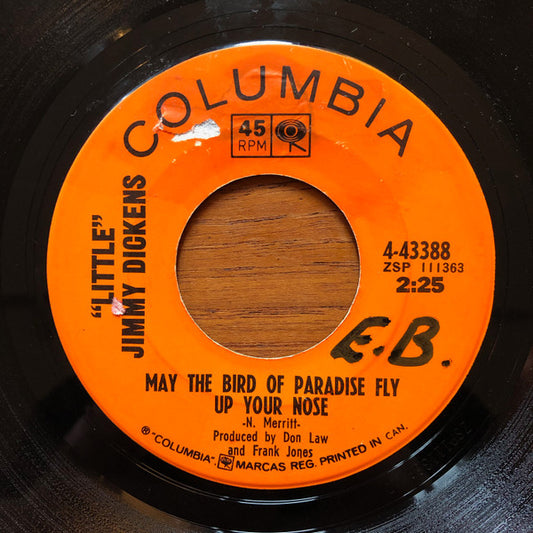 COLUMBIA
45
RPM
"LITTLE"
JIMMY DICKENS
4-43388
ZSP 111363
2:25
E.B.
MAY THE BIRD OF PARADISE FLY
UP YOUR NOSE
-N. Merritt-
Produced by Don Law
and Frank Jones
℗"COLUMBIA". MARCAS REG. PRINTED IN CAN.